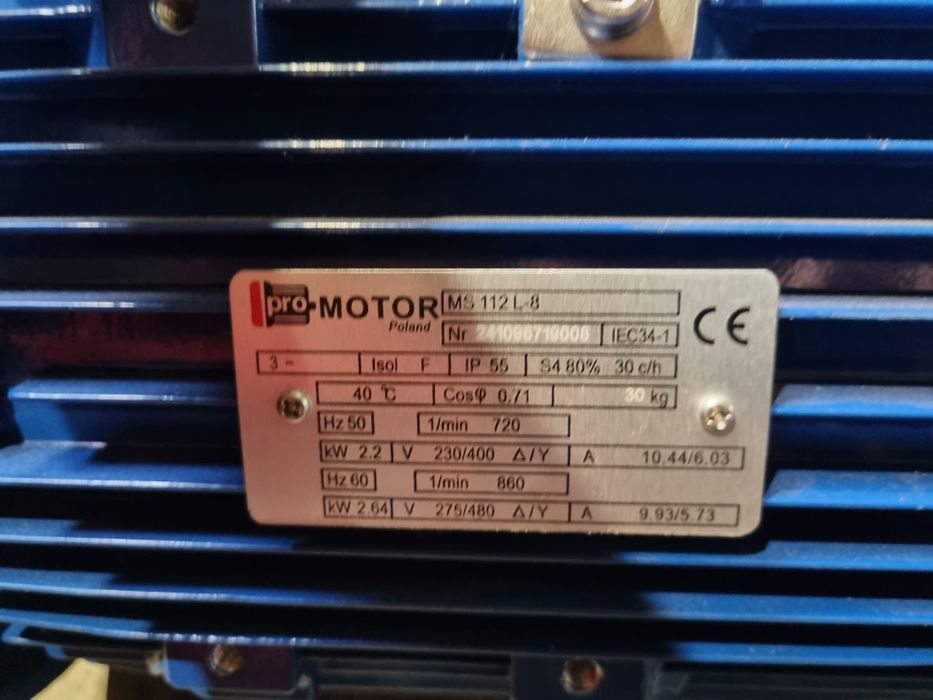 pro-MOTOR MS 112 L-8
Poland
Nr 241096719006 IEC34-1 CE
3 ~ Isol F IP 55 S4 80% 30 c/h
40 °C Cosφ 0,71 30 kg
Hz 50 1/min 720
kW 2,2 V 230/400 Δ/Y A 10.44/6.03
Hz 60 1/min 860
kW 2,64 V 275/480 Δ/Y A 9.93/5.73